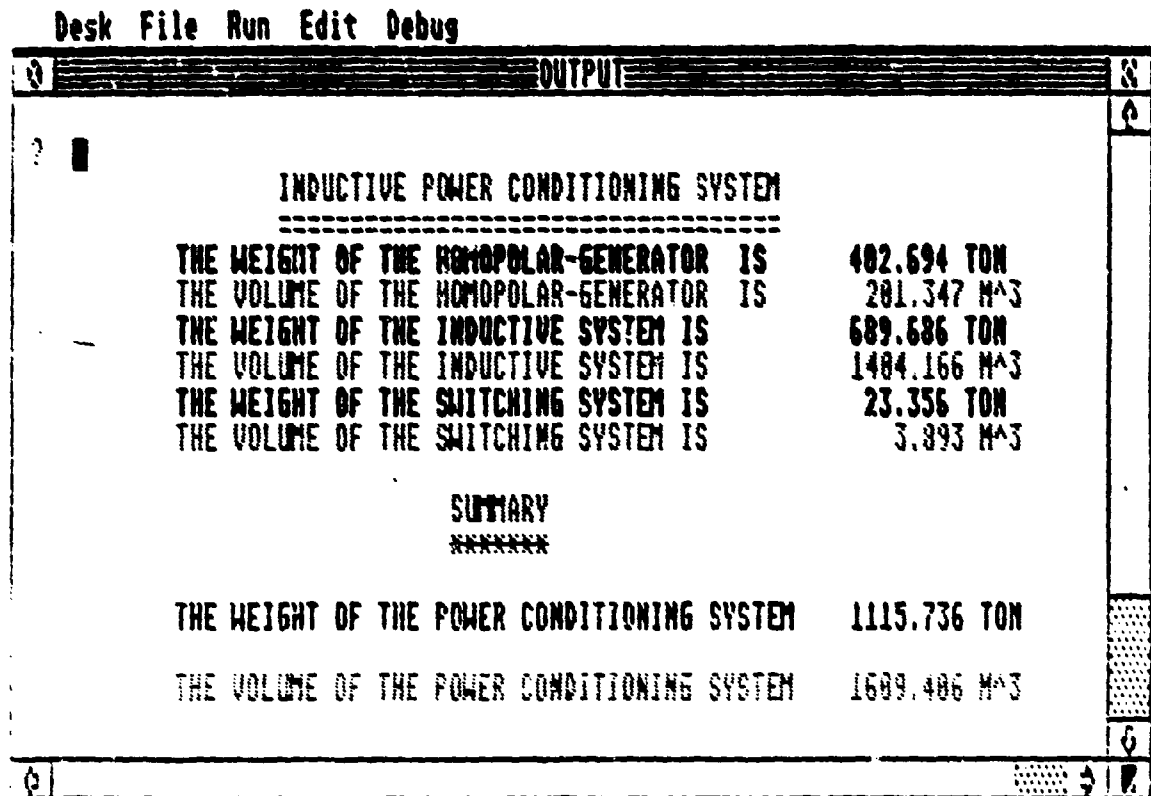 Desk File Run Edit Debug
OUTPUT
?
INDUCTIVE POWER CONDITIONING SYSTEM
===================================
THE WEIGHT OF THE HOMOPOLAR-GENERATOR IS 402.694 TON
THE VOLUME OF THE HOMOPOLAR-GENERATOR IS 201.347 M^3
THE WEIGHT OF THE INDUCTIVE SYSTEM IS 689.686 TON
THE VOLUME OF THE INDUCTIVE SYSTEM IS 1404.166 M^3
THE WEIGHT OF THE SWITCHING SYSTEM IS 23.356 TON
THE VOLUME OF THE SWITCHING SYSTEM IS 3.893 M^3
SUMMARY
*******
THE WEIGHT OF THE POWER CONDITIONING SYSTEM 1115.736 TON
THE VOLUME OF THE POWER CONDITIONING SYSTEM 1609.406 M^3